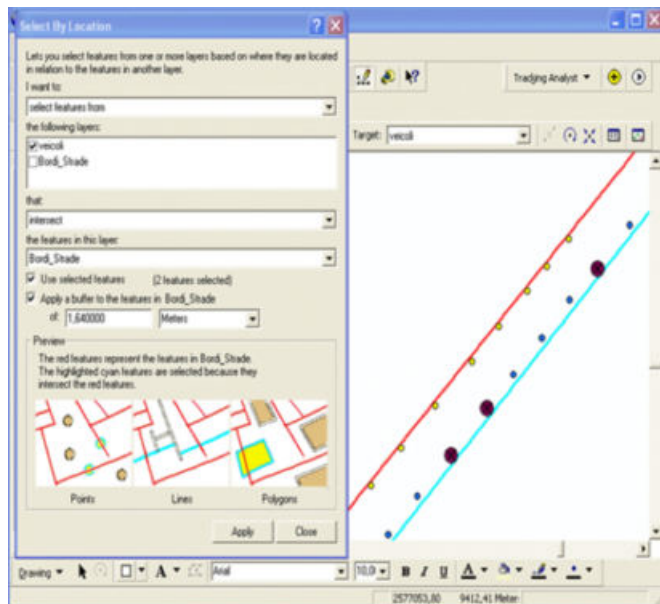 Select By Location
Lets you select features from one or more layers based on where they are located
in relation to the features in another layer.
I want to:
select features from
the following layers:
veicoli
Bordi_Strade
that:
intersect
the features in this layer:
Bordi_Strade
Use selected features (2 features selected)
Apply a buffer to the features in Bordi_Strade
of: 1,640000 Meters
Preview
The red features represent the features in Bordi_Strade.
The highlighted cyan features are selected because they
intersect the red features.
Points Lines Polygons
Apply Close
Tracking Analyst
Target: veicoli
Drawing A Arial 10,0 B I U A
2577053,80 9412,41 Meter